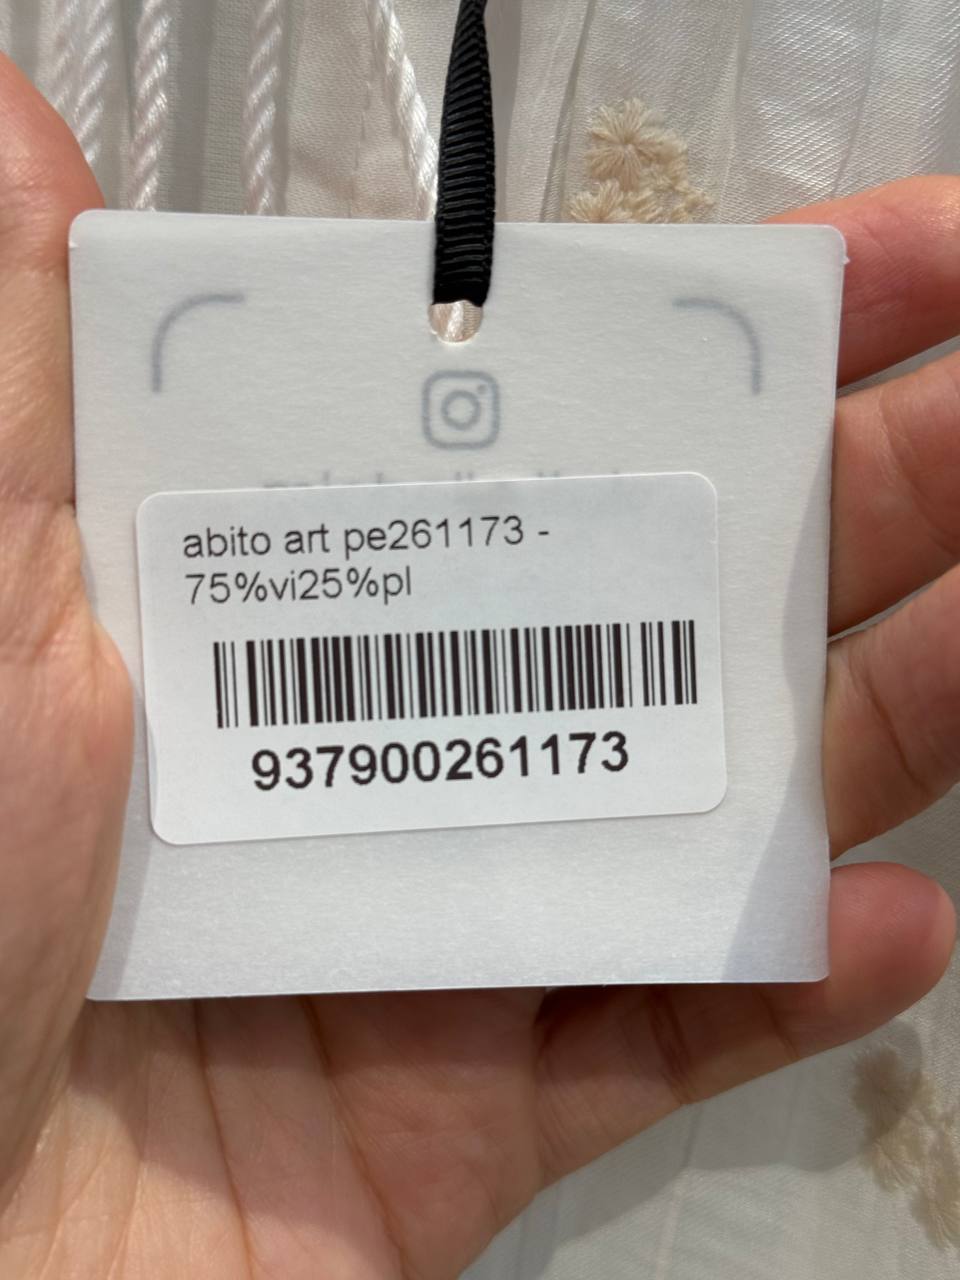 abito art pe261173 -
75%vi25%pl
937900261173